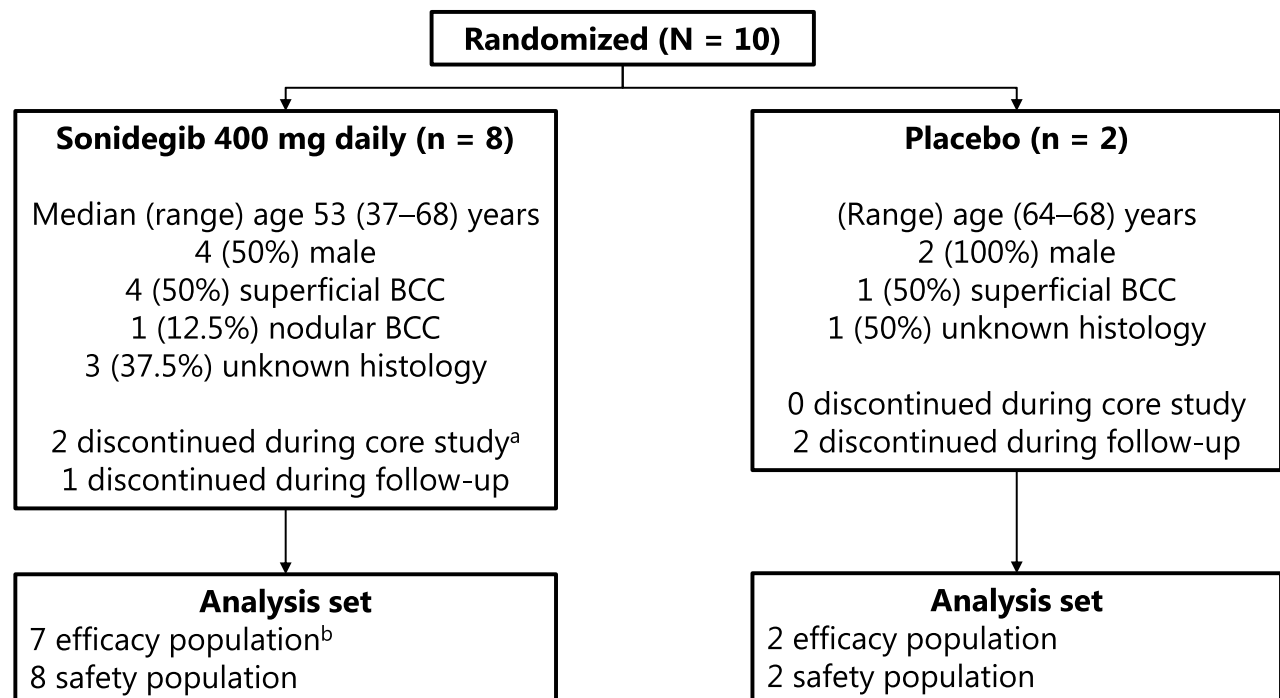 Randomized (N = 10)
Sonidegib 400 mg daily (n = 8)
Median (range) age 53 (37–68) years
4 (50%) male
4 (50%) superficial BCC
1 (12.5%) nodular BCC
3 (37.5%) unknown histology
2 discontinued during core studyᵃ
1 discontinued during follow-up
Placebo (n = 2)
(Range) age (64–68) years
2 (100%) male
1 (50%) superficial BCC
1 (50%) unknown histology
0 discontinued during core study
2 discontinued during follow-up
Analysis set
7 efficacy populationᵇ
8 safety population
Analysis set
2 efficacy population
2 safety population